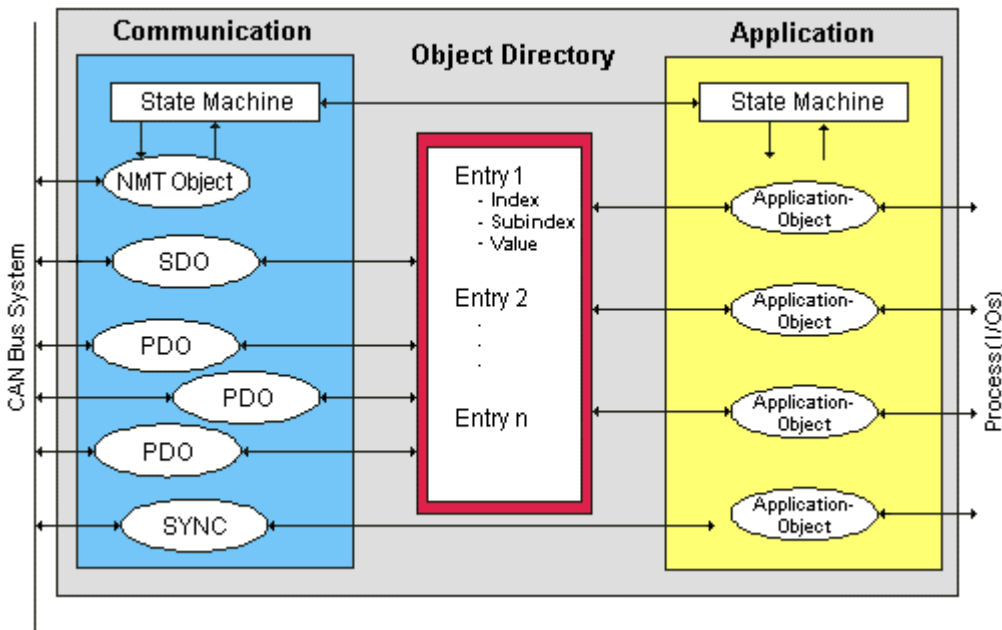 Communication
Object Directory
Application
State Machine
State Machine
NMT Object
SDO
PDO
PDO
PDO
SYNC
Entry 1
- Index
- Subindex
- Value
Entry 2
.
.
.
Entry n
Application-
Object
Application-
Object
Application-
Object
Application-
Object
CAN Bus System
Process(I/Os)